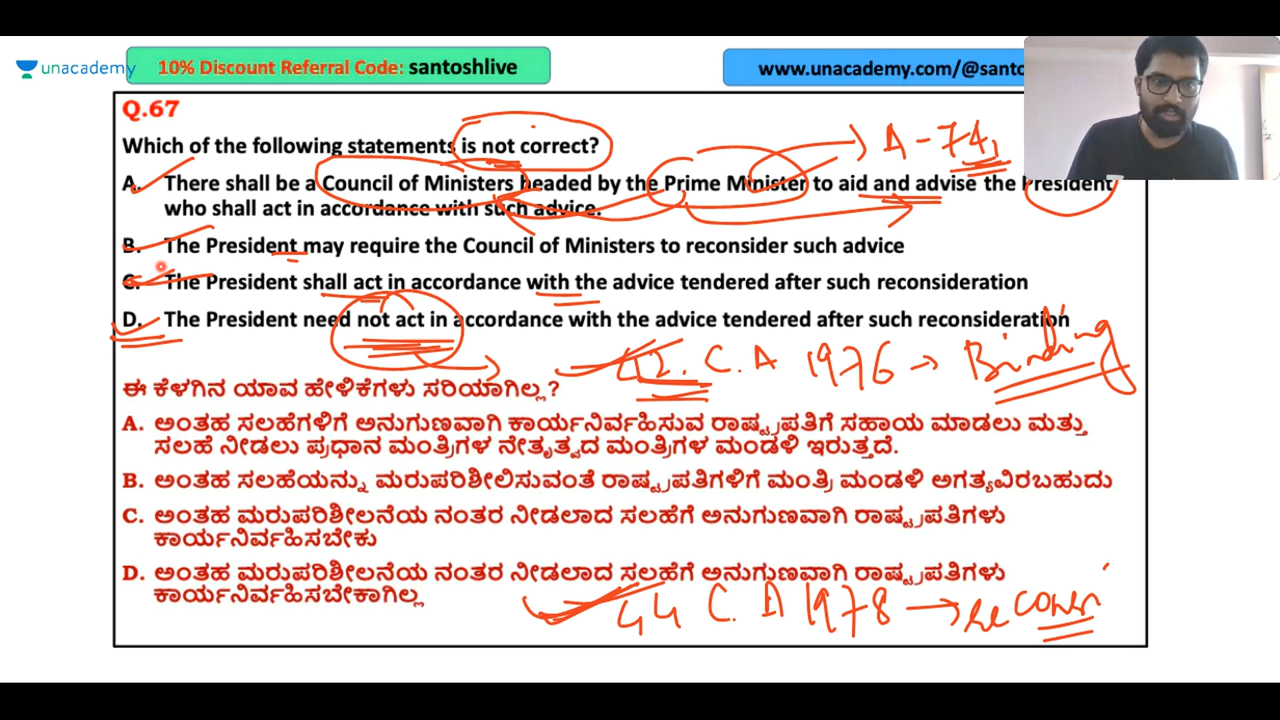 unacademy
10% Discount Referral Code: santoshlive
www.unacademy.com/@santo
Q.67
Which of the following statements is not correct?
A - 74,
A. There shall be a Council of Ministers headed by the Prime Minister to aid and advise the President
who shall act in accordance with such advice.
B. The President may require the Council of Ministers to reconsider such advice
C. The President shall act in accordance with the advice tendered after such reconsideration
D. The President need not act in accordance with the advice tendered after such reconsideration
42. C. A 1976 → Binding
ಈ ಕೆಳಗಿನ ಯಾವ ಹೇಳಿಕೆಗಳು ಸರಿಯಾಗಿಲ್ಲ?
A. ಅಂತಹ ಸಲಹೆಗಳಿಗೆ ಅನುಗುಣವಾಗಿ ಕಾರ್ಯನಿರ್ವಹಿಸುವ ರಾಷ್ಟ್ರಪತಿಗೆ ಸಹಾಯ ಮಾಡಲು ಮತ್ತು
ಸಲಹೆ ನೀಡಲು ಪ್ರಧಾನ ಮಂತ್ರಿಗಳ ನೇತೃತ್ವದ ಮಂತ್ರಿಗಳ ಮಂಡಳಿ ಇರುತ್ತದೆ.
B. ಅಂತಹ ಸಲಹೆಯನ್ನು ಮರುಪರಿಶೀಲಿಸುವಂತೆ ರಾಷ್ಟ್ರಪತಿಗಳಿಗೆ ಮಂತ್ರಿ ಮಂಡಳಿ ಅಗತ್ಯವಿರಬಹುದು
C. ಅಂತಹ ಮರುಪರಿಶೀಲನೆಯ ನಂತರ ನೀಡಲಾದ ಸಲಹೆಗೆ ಅನುಗುಣವಾಗಿ ರಾಷ್ಟ್ರಪತಿಗಳು
ಕಾರ್ಯನಿರ್ವಹಿಸಬೇಕು
D. ಅಂತಹ ಮರುಪರಿಶೀಲನೆಯ ನಂತರ ನೀಡಲಾದ ಸಲಹೆಗೆ ಅನುಗುಣವಾಗಿ ರಾಷ್ಟ್ರಪತಿಗಳು
ಕಾರ್ಯನಿರ್ವಹಿಸಬೇಕಾಗಿಲ್ಲ
44 C. A 1978 →